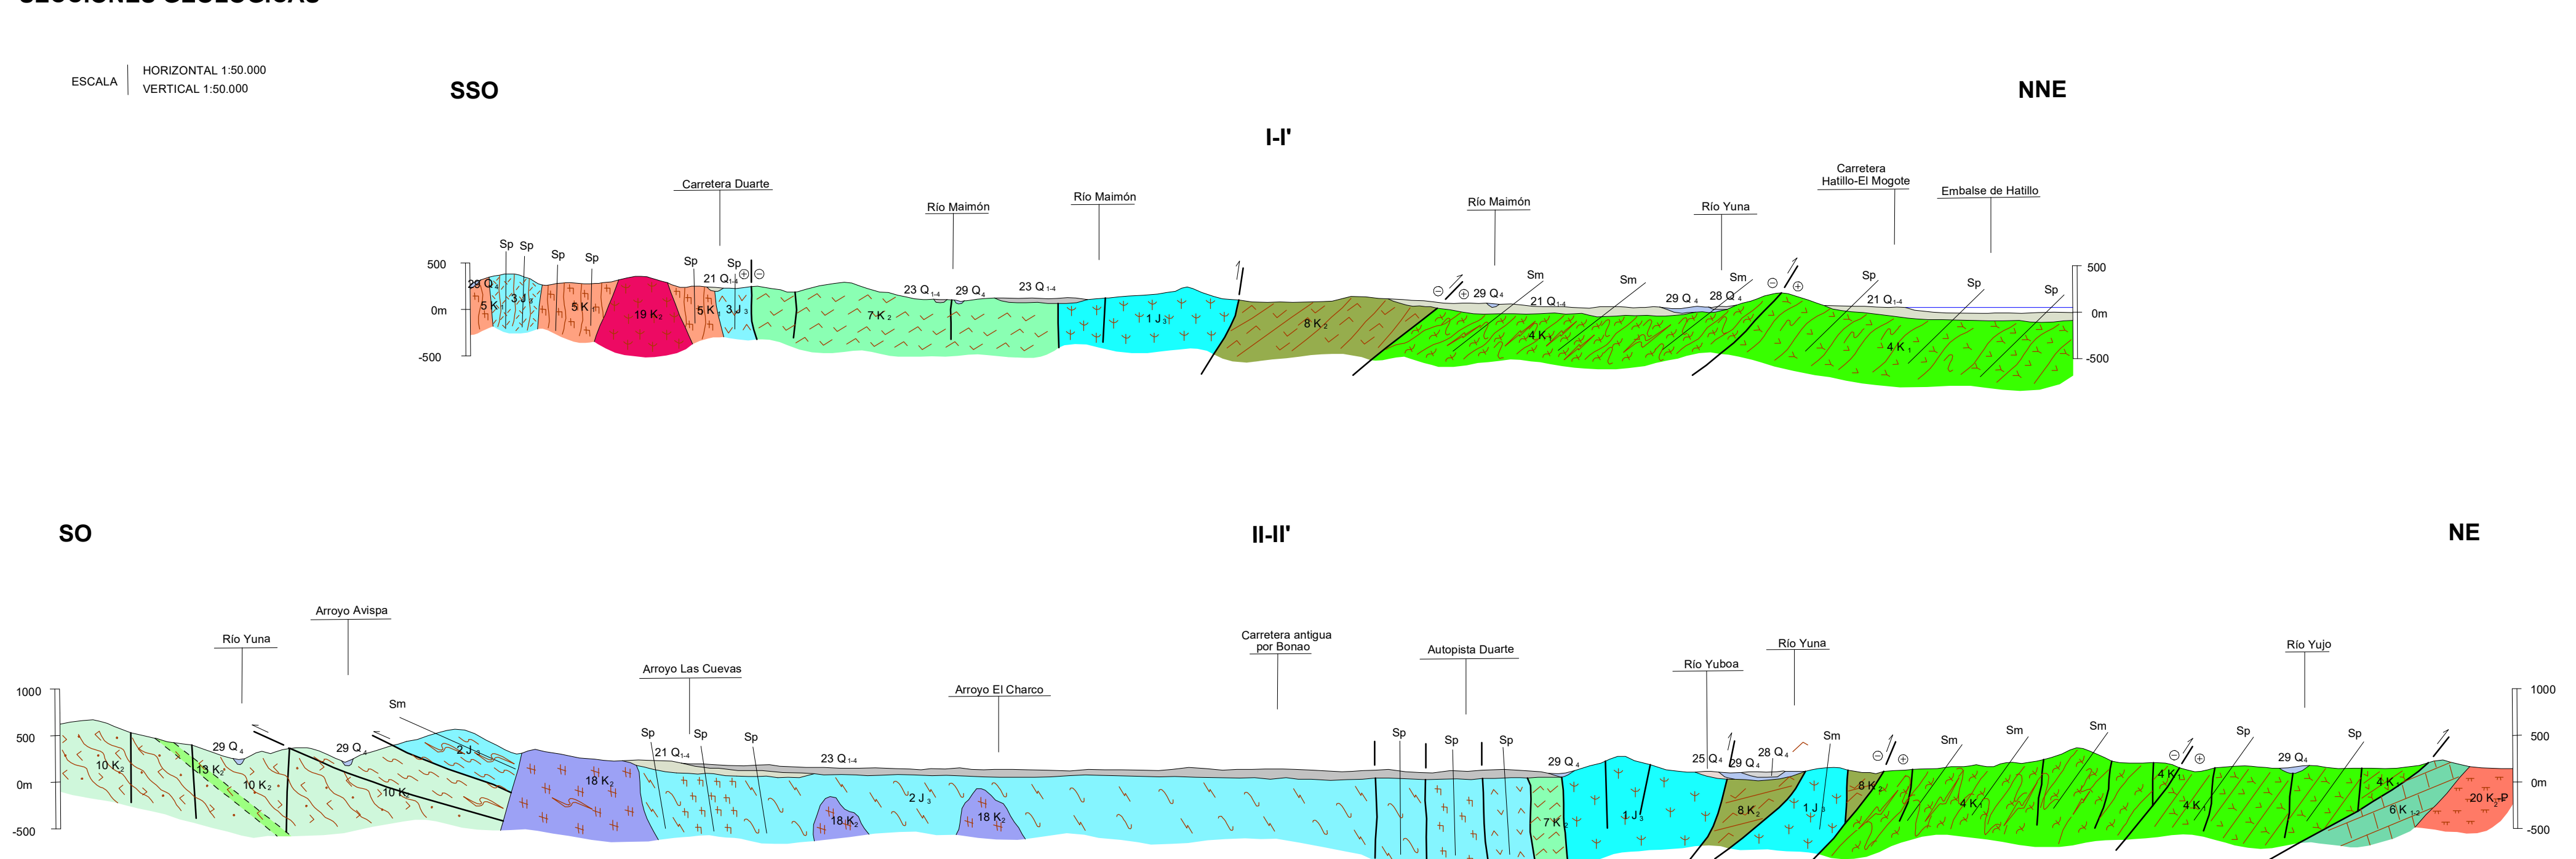 SECCIONES GEOLÓGICAS
ESCALA
HORIZONTAL 1:50.000
VERTICAL 1:50.000
SSO
NNE
I-I'
Carretera Duarte
Río Maimón
Río Maimón
Río Maimón
Río Yuna
Carretera
Hatillo-El Mogote
Embalse de Hatillo
500
0m
-500
Sp
Sp
Sp
Sp
Sp
Sp
29 Q4
5 K1
3 J3
5 K
19 K2
5 K
21 Q1-4
3 J3
7 K2
23 Q1-4
29 Q4
23 Q1-4
1 J3
8 K2
29 Q4
Sm
21 Q1-4
4 K1
Sm
29 Q4
28 Q4
Sm
Sp
21 Q1-4
4 K1
Sp
Sp
500
0m
-500
SO
II-II'
NE
Río Yuna
Arroyo Avispa
Arroyo Las Cuevas
Arroyo El Charco
Carretera antigua
por Bonao
Autopista Duarte
Río Yuboa
Río Yuna
Río Yujo
1000
500
0m
-500
10 K2
13 K2
29 Q4
10 K2
29 Q4
10 K2
Sm
2 J3
18 K2
Sp
21 Q1-4
Sp
Sp
23 Q1-4
18 K2
2 J3
18 K2
Sp
Sp
Sp
7 K2
29 Q4
1 J3
25 Q4
29 Q4
28 Q4
8 K2
1 J3
Sm
8 K2
Sm
4 K1
Sm
Sm
4 K1
4 K1
Sp
29 Q4
Sp
4 K1
6 K1-2
20 K2-P
1000
500
0m
-500